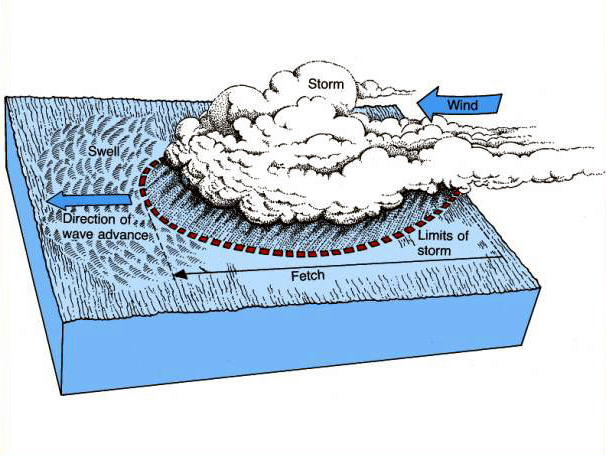 Storm
Wind
Swell
Direction of
wave advance
Limits of
storm
Fetch